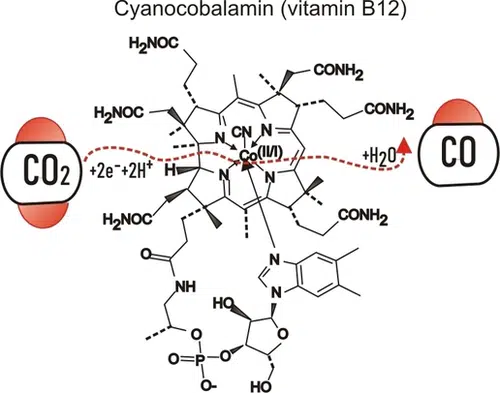 Cyanocobalamin (vitamin B12)
H₂NOC
CONH₂
H₂NOC
CN
N
N
CONH₂
CO₂
+2e⁻+2H⁺
H
Co(II/I)
+H₂O
CO
N
N
H₂NOC
CONH₂
O
NH
N
N
HO
O
O
P
O
O
O-
HO